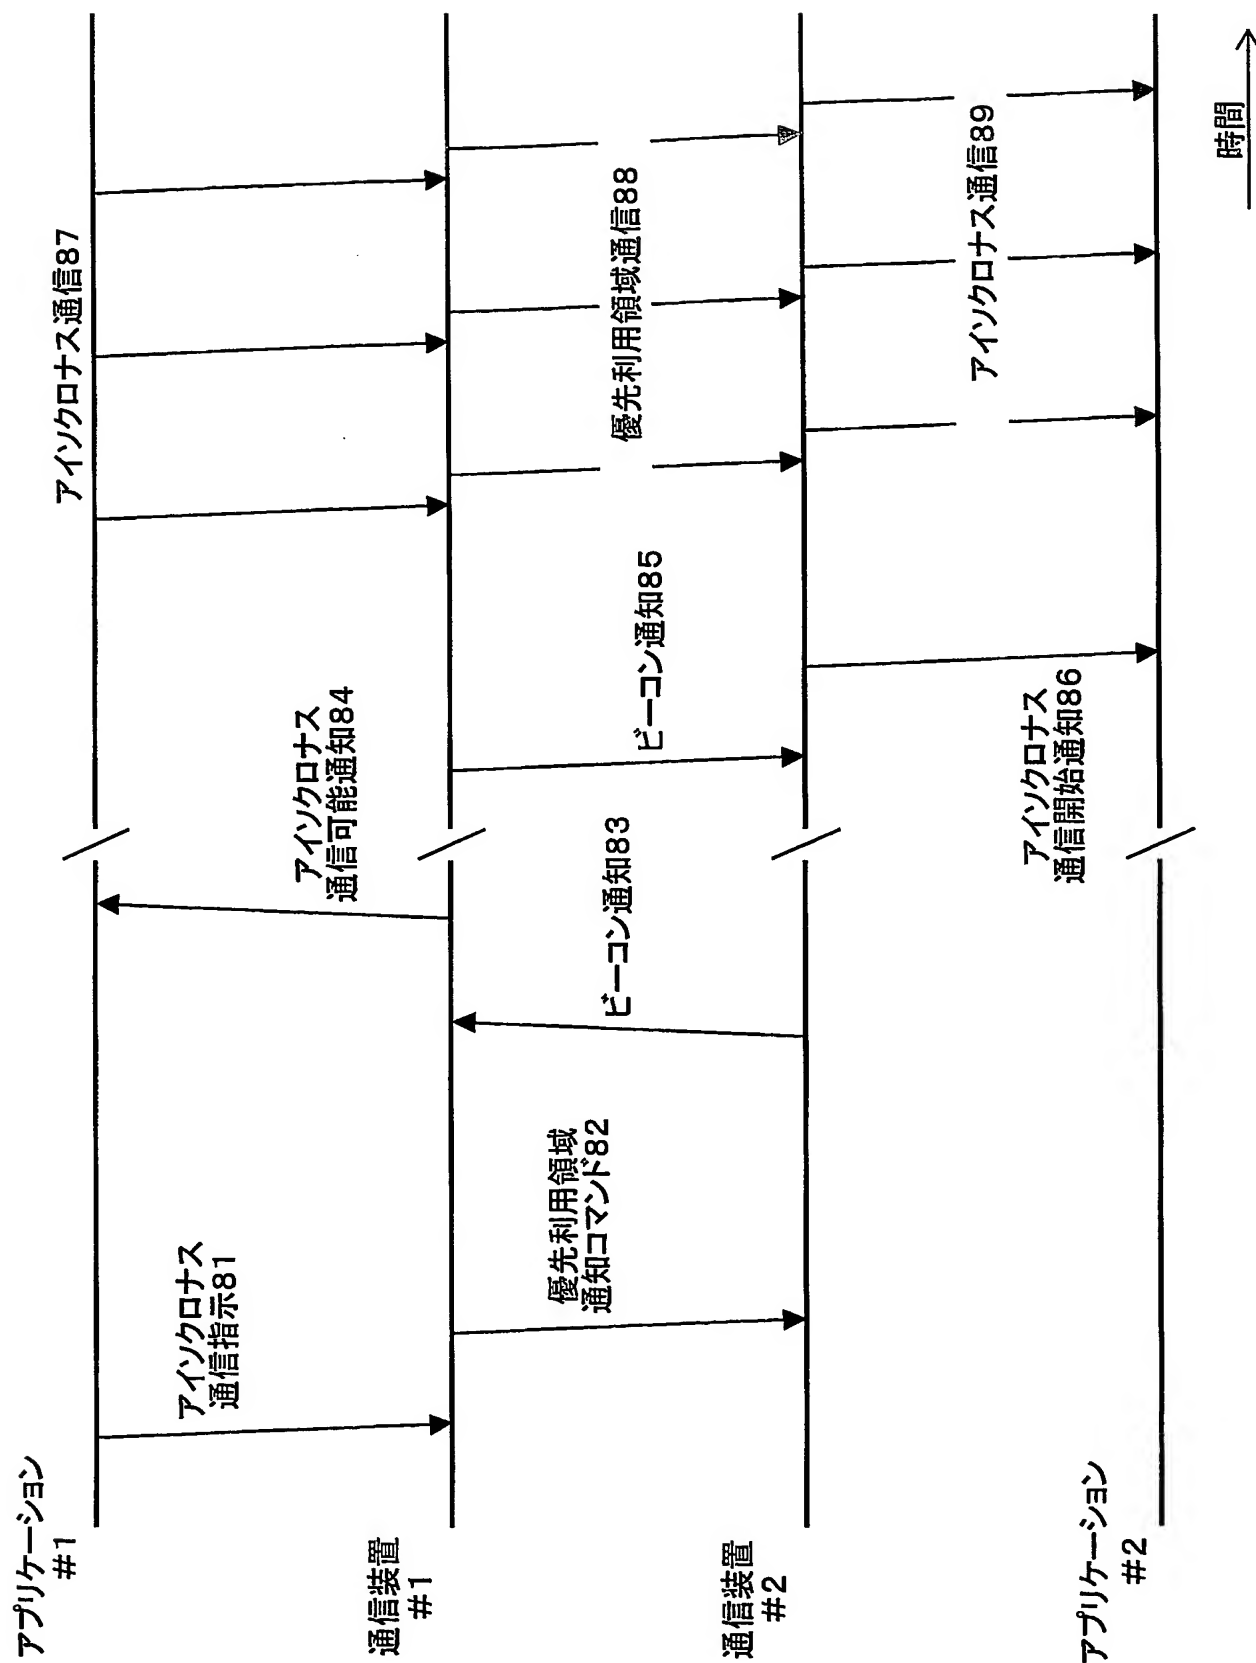 アプリケーション
#1
通信装置
#1
通信装置
#2
アプリケーション
#2
アイソクロナス
通信指示81
優先利用領域
通知コマンド82
ビーコン通知83
アイソクロナス
通信可能通知84
ビーコン通知85
アイソクロナス
通信開始通知86
アイソクロナス通信87
優先利用領域通信88
アイソクロナス通信89
時間